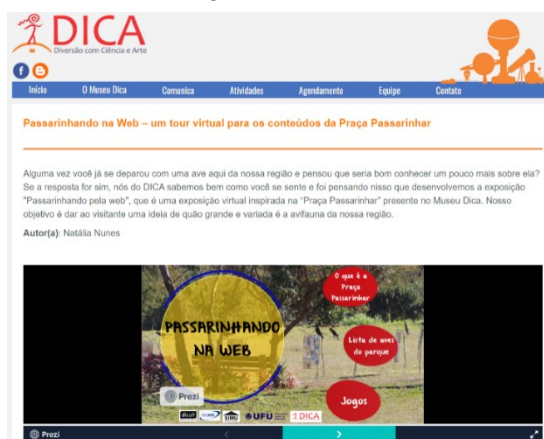 DICA
Diversão com Ciência e Arte
Início O Museu Dica Comunica Atividades Agendamento Equipe Contato
Passarinhando na Web – um tour virtual para os conteúdos da Praça Passarinhar
Alguma vez você já se deparou com uma ave aqui da nossa região e pensou que seria bom conhecer um pouco mais sobre ela?
Se a resposta for sim, nós do DICA sabemos bem como você se sente e foi pensando nisso que desenvolvemos a exposição
"Passarinhando pela web", que é uma exposição virtual inspirada na "Praça Passarinhar" presente no Museu Dica. Nosso
objetivo é dar ao visitante uma ideia de quão grande e variada é a avifauna da nossa região.
Autor(a): Natália Nunes
O que é a
Praça
Passarinhar
PASSARINHANDO
NA WEB
Lista de aves
do parque
Prezi
Jogos
UFU
DICA
Prezi